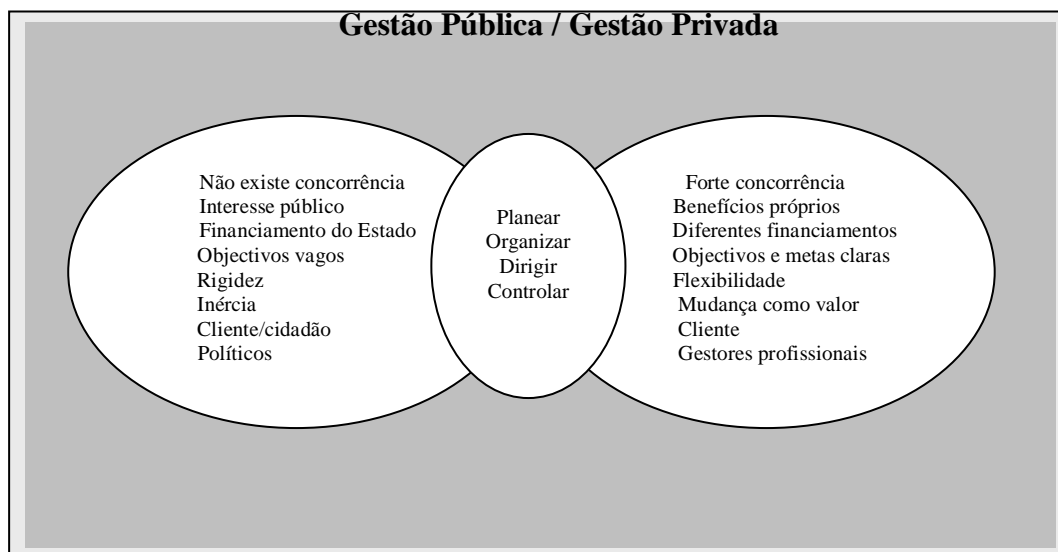 Gestão Pública / Gestão Privada
Não existe concorrência
Interesse público
Financiamento do Estado
Objectivos vagos
Rigidez
Inércia
Cliente/cidadão
Políticos
Planear
Organizar
Dirigir
Controlar
Forte concorrência
Benefícios próprios
Diferentes financiamentos
Objectivos e metas claras
Flexibilidade
Mudança como valor
Cliente
Gestores profissionais